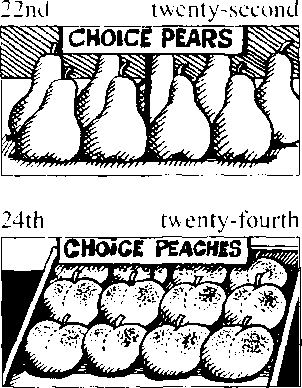 22nd twenty-second
CHOICE PEARS
24th twenty-fourth
CHOICE PEACHES